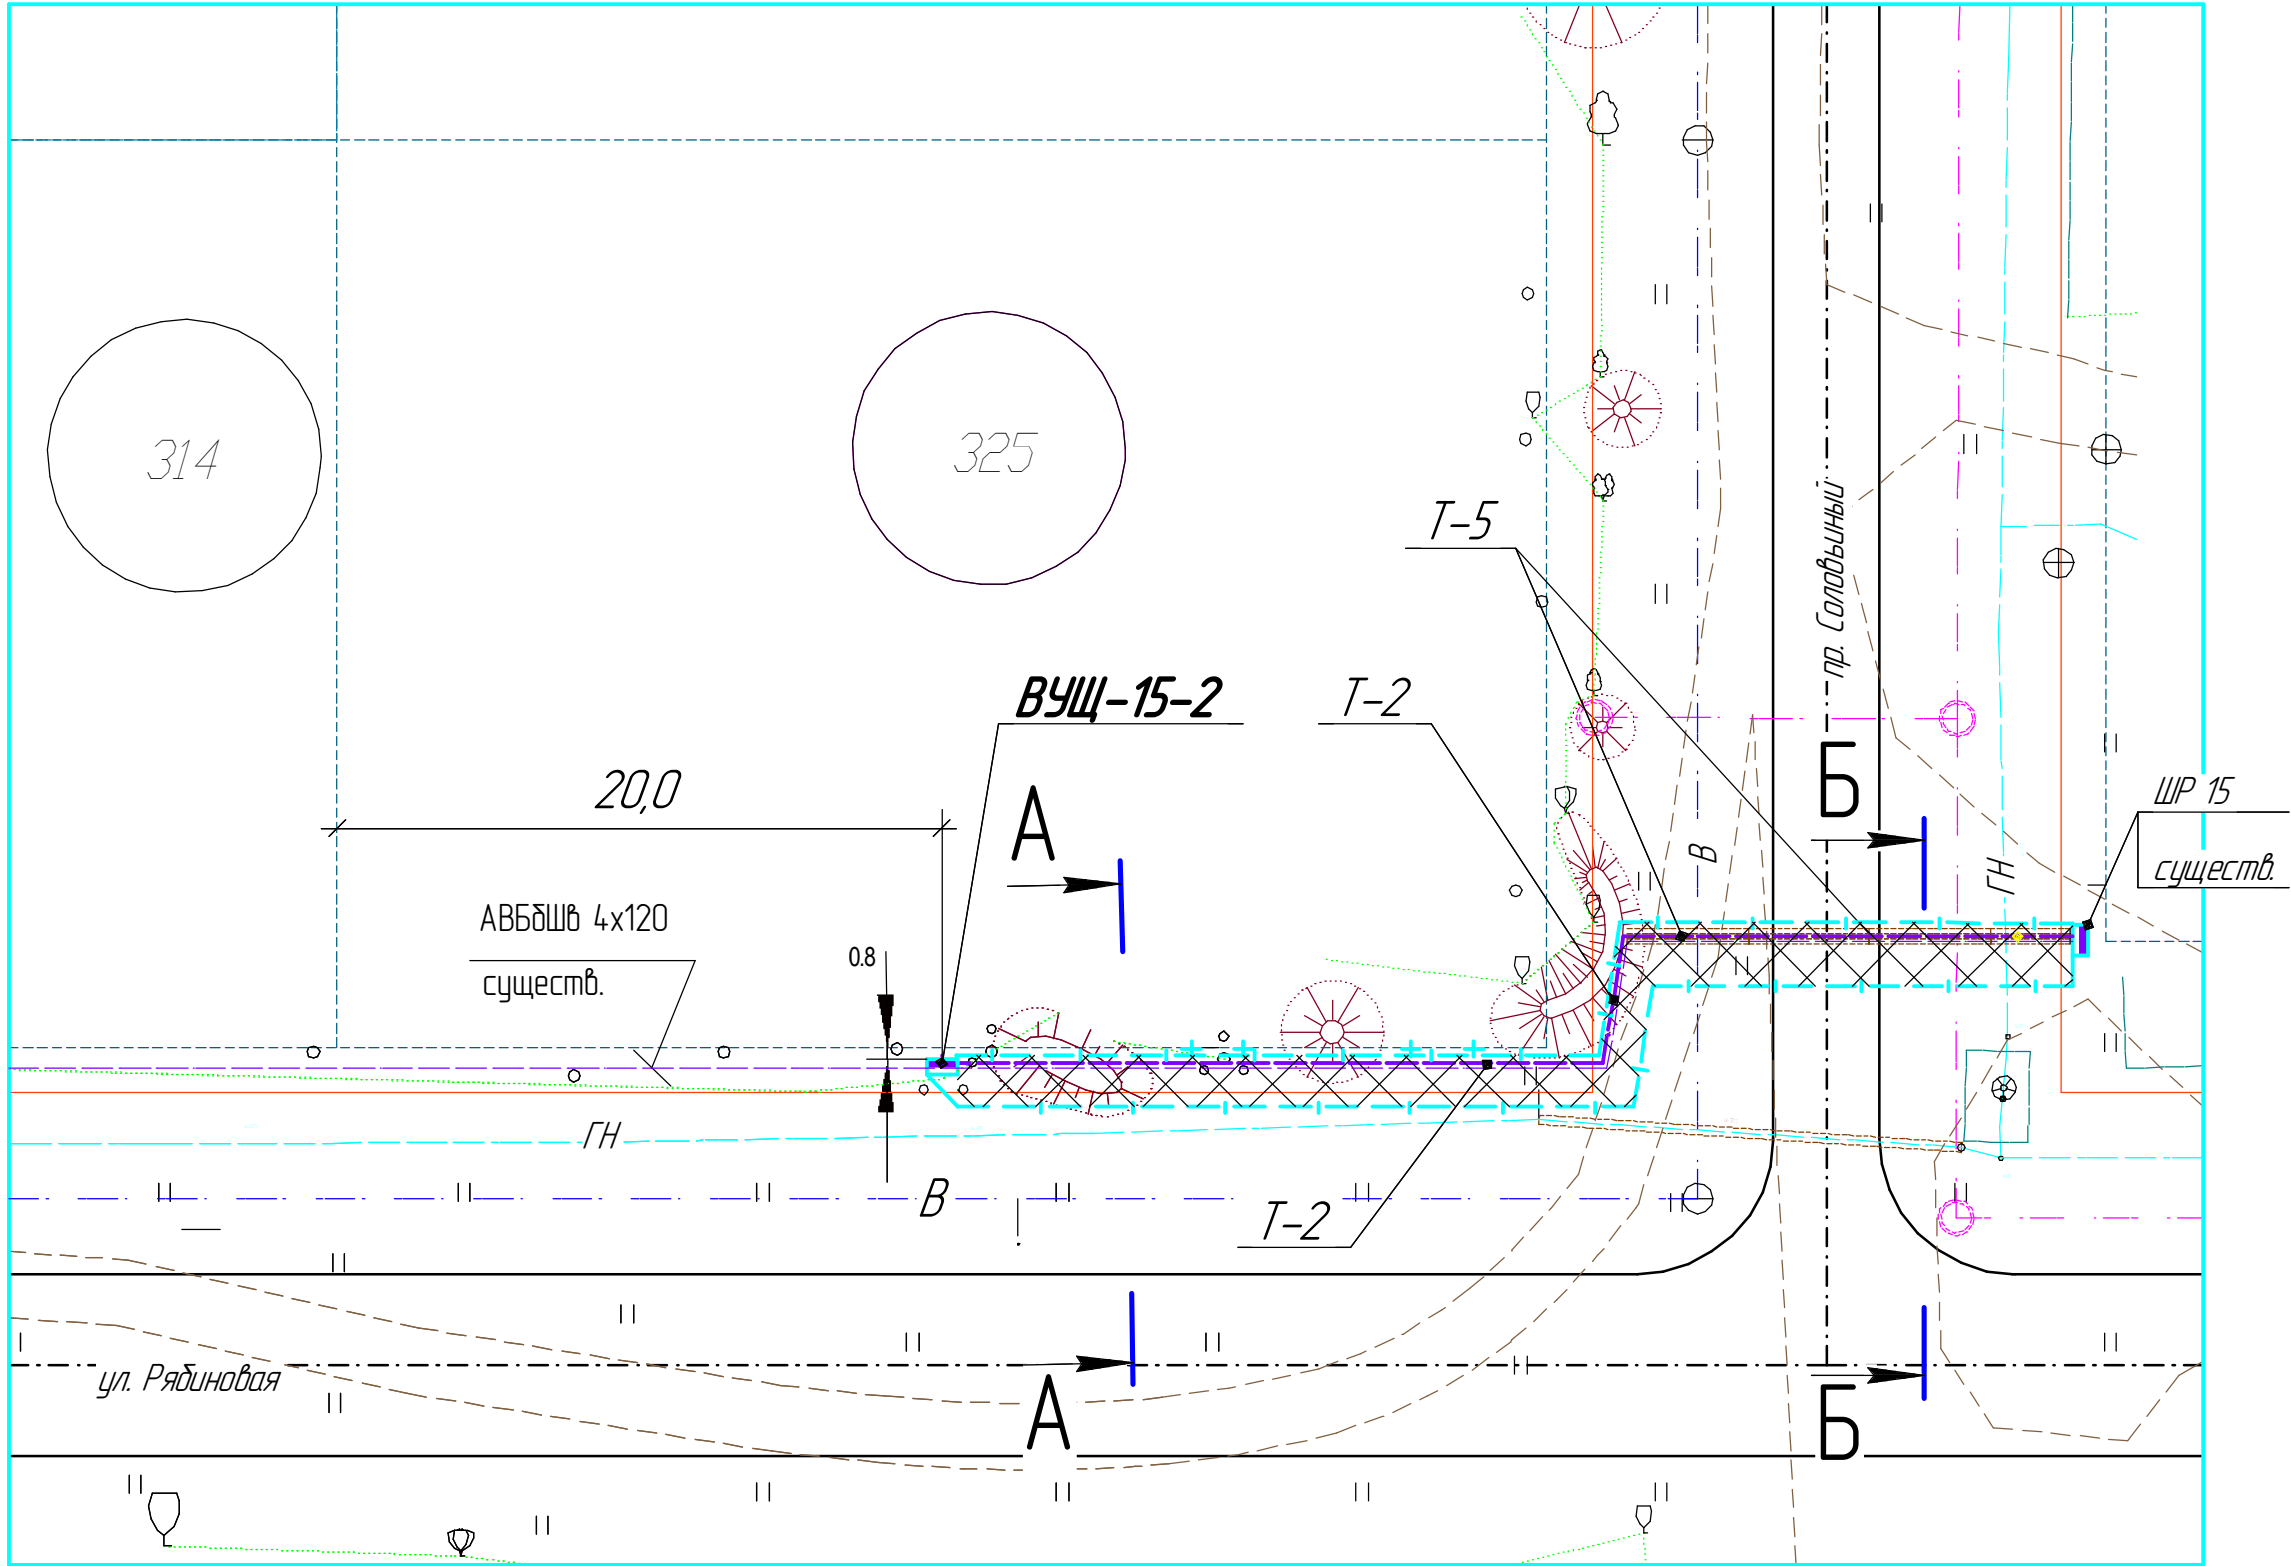 314
325
Т-5
пр. Соловьиный
ВУЩ-15-2
Т-2
20,0
А
Б
ШР 15
существ.
В
ГН
АВБбШв 4х120
существ.
0.8
ГН
В
Т-2
ул. Рябиновая
А
Б